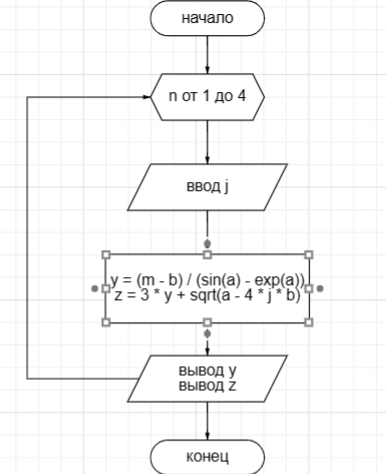 начало
n от 1 до 4
ввод j
y = (m - b) / (sin(a) - exp(a))
z = 3 * y + sqrt(a - 4 * j * b)
вывод y
вывод z
конец